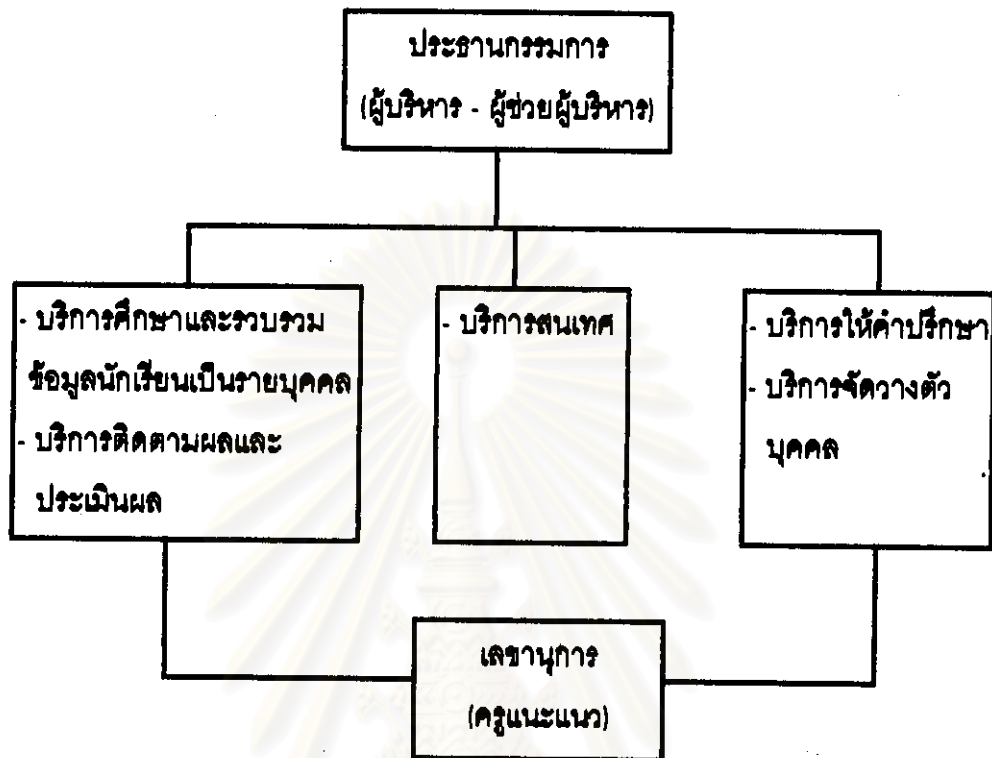 ประธานกรรมการ
(ผู้บริหาร - ผู้ช่วยผู้บริหาร)
- บริการศึกษาและรวบรวม
ข้อมูลนักเรียนเป็นรายบุคคล
- บริการติดตามผลและ
ประเมินผล
- บริการสนเทศ
- บริการให้คำปรึกษา
- บริการจัดวางตัว
บุคคล
เลขานุการ
(ครูแนะแนว)